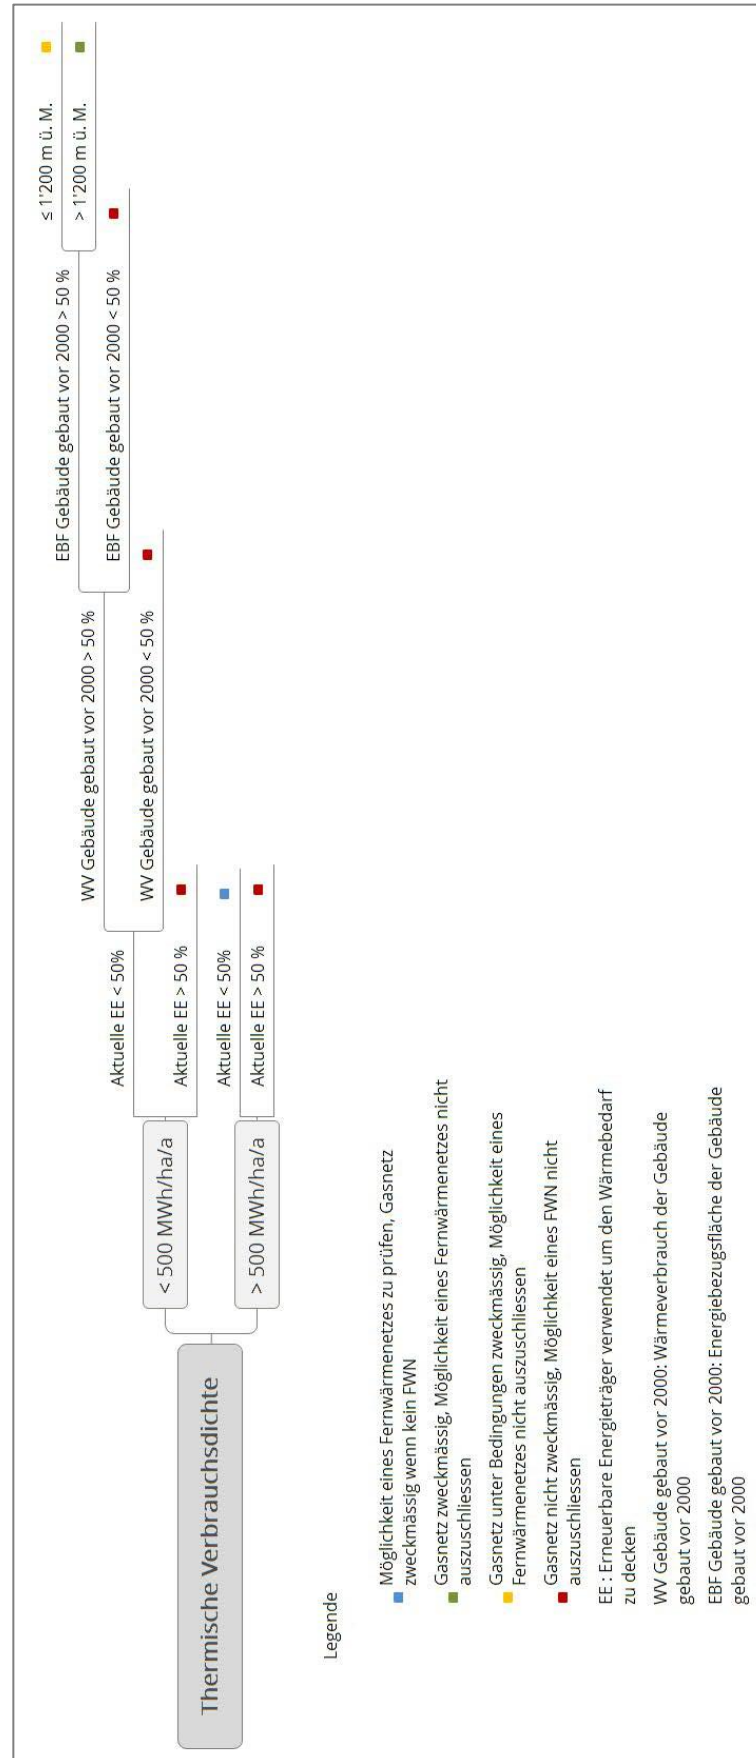 Thermische Verbrauchsdichte
< 500 MWh/ha/a
> 500 MWh/ha/a
Aktuelle EE < 50%
Aktuelle EE > 50 %
Aktuelle EE < 50%
Aktuelle EE > 50 %
WV Gebäude gebaut vor 2000 > 50 %
WV Gebäude gebaut vor 2000 < 50 %
EBF Gebäude gebaut vor 2000 > 50 %
EBF Gebäude gebaut vor 2000 < 50 %
≤ 1'200 m ü. M.
> 1'200 m ü. M.
Legende
Möglichkeit eines Fernwärmenetzes zu prüfen, Gasnetz
zweckmässig wenn kein FWN
Gasnetz zweckmässig, Möglichkeit eines Fernwärmenetzes nicht
auszuschliessen
Gasnetz unter Bedingungen zweckmässig, Möglichkeit eines
Fernwärmenetzes nicht auszuschliessen
Gasnetz nicht zweckmässig, Möglichkeit eines FWN nicht
auszuschliessen
EE : Erneuerbare Energieträger verwendet um den Wärmebedarf
zu decken
WV Gebäude gebaut vor 2000: Wärmeverbrauch der Gebäude
gebaut vor 2000
EBF Gebäude gebaut vor 2000: Energiebezugsfläche der Gebäude
gebaut vor 2000